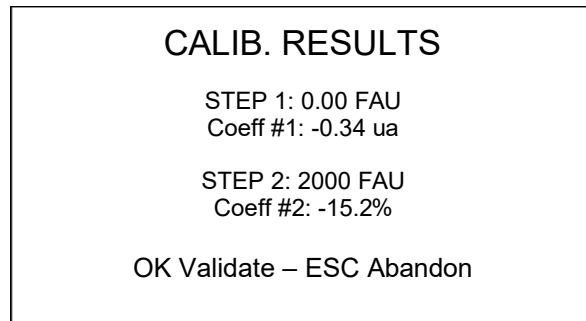 CALIB. RESULTS
STEP 1: 0.00 FAU
Coeff #1: -0.34 ua
STEP 2: 2000 FAU
Coeff #2: -15.2%
OK Validate – ESC Abandon